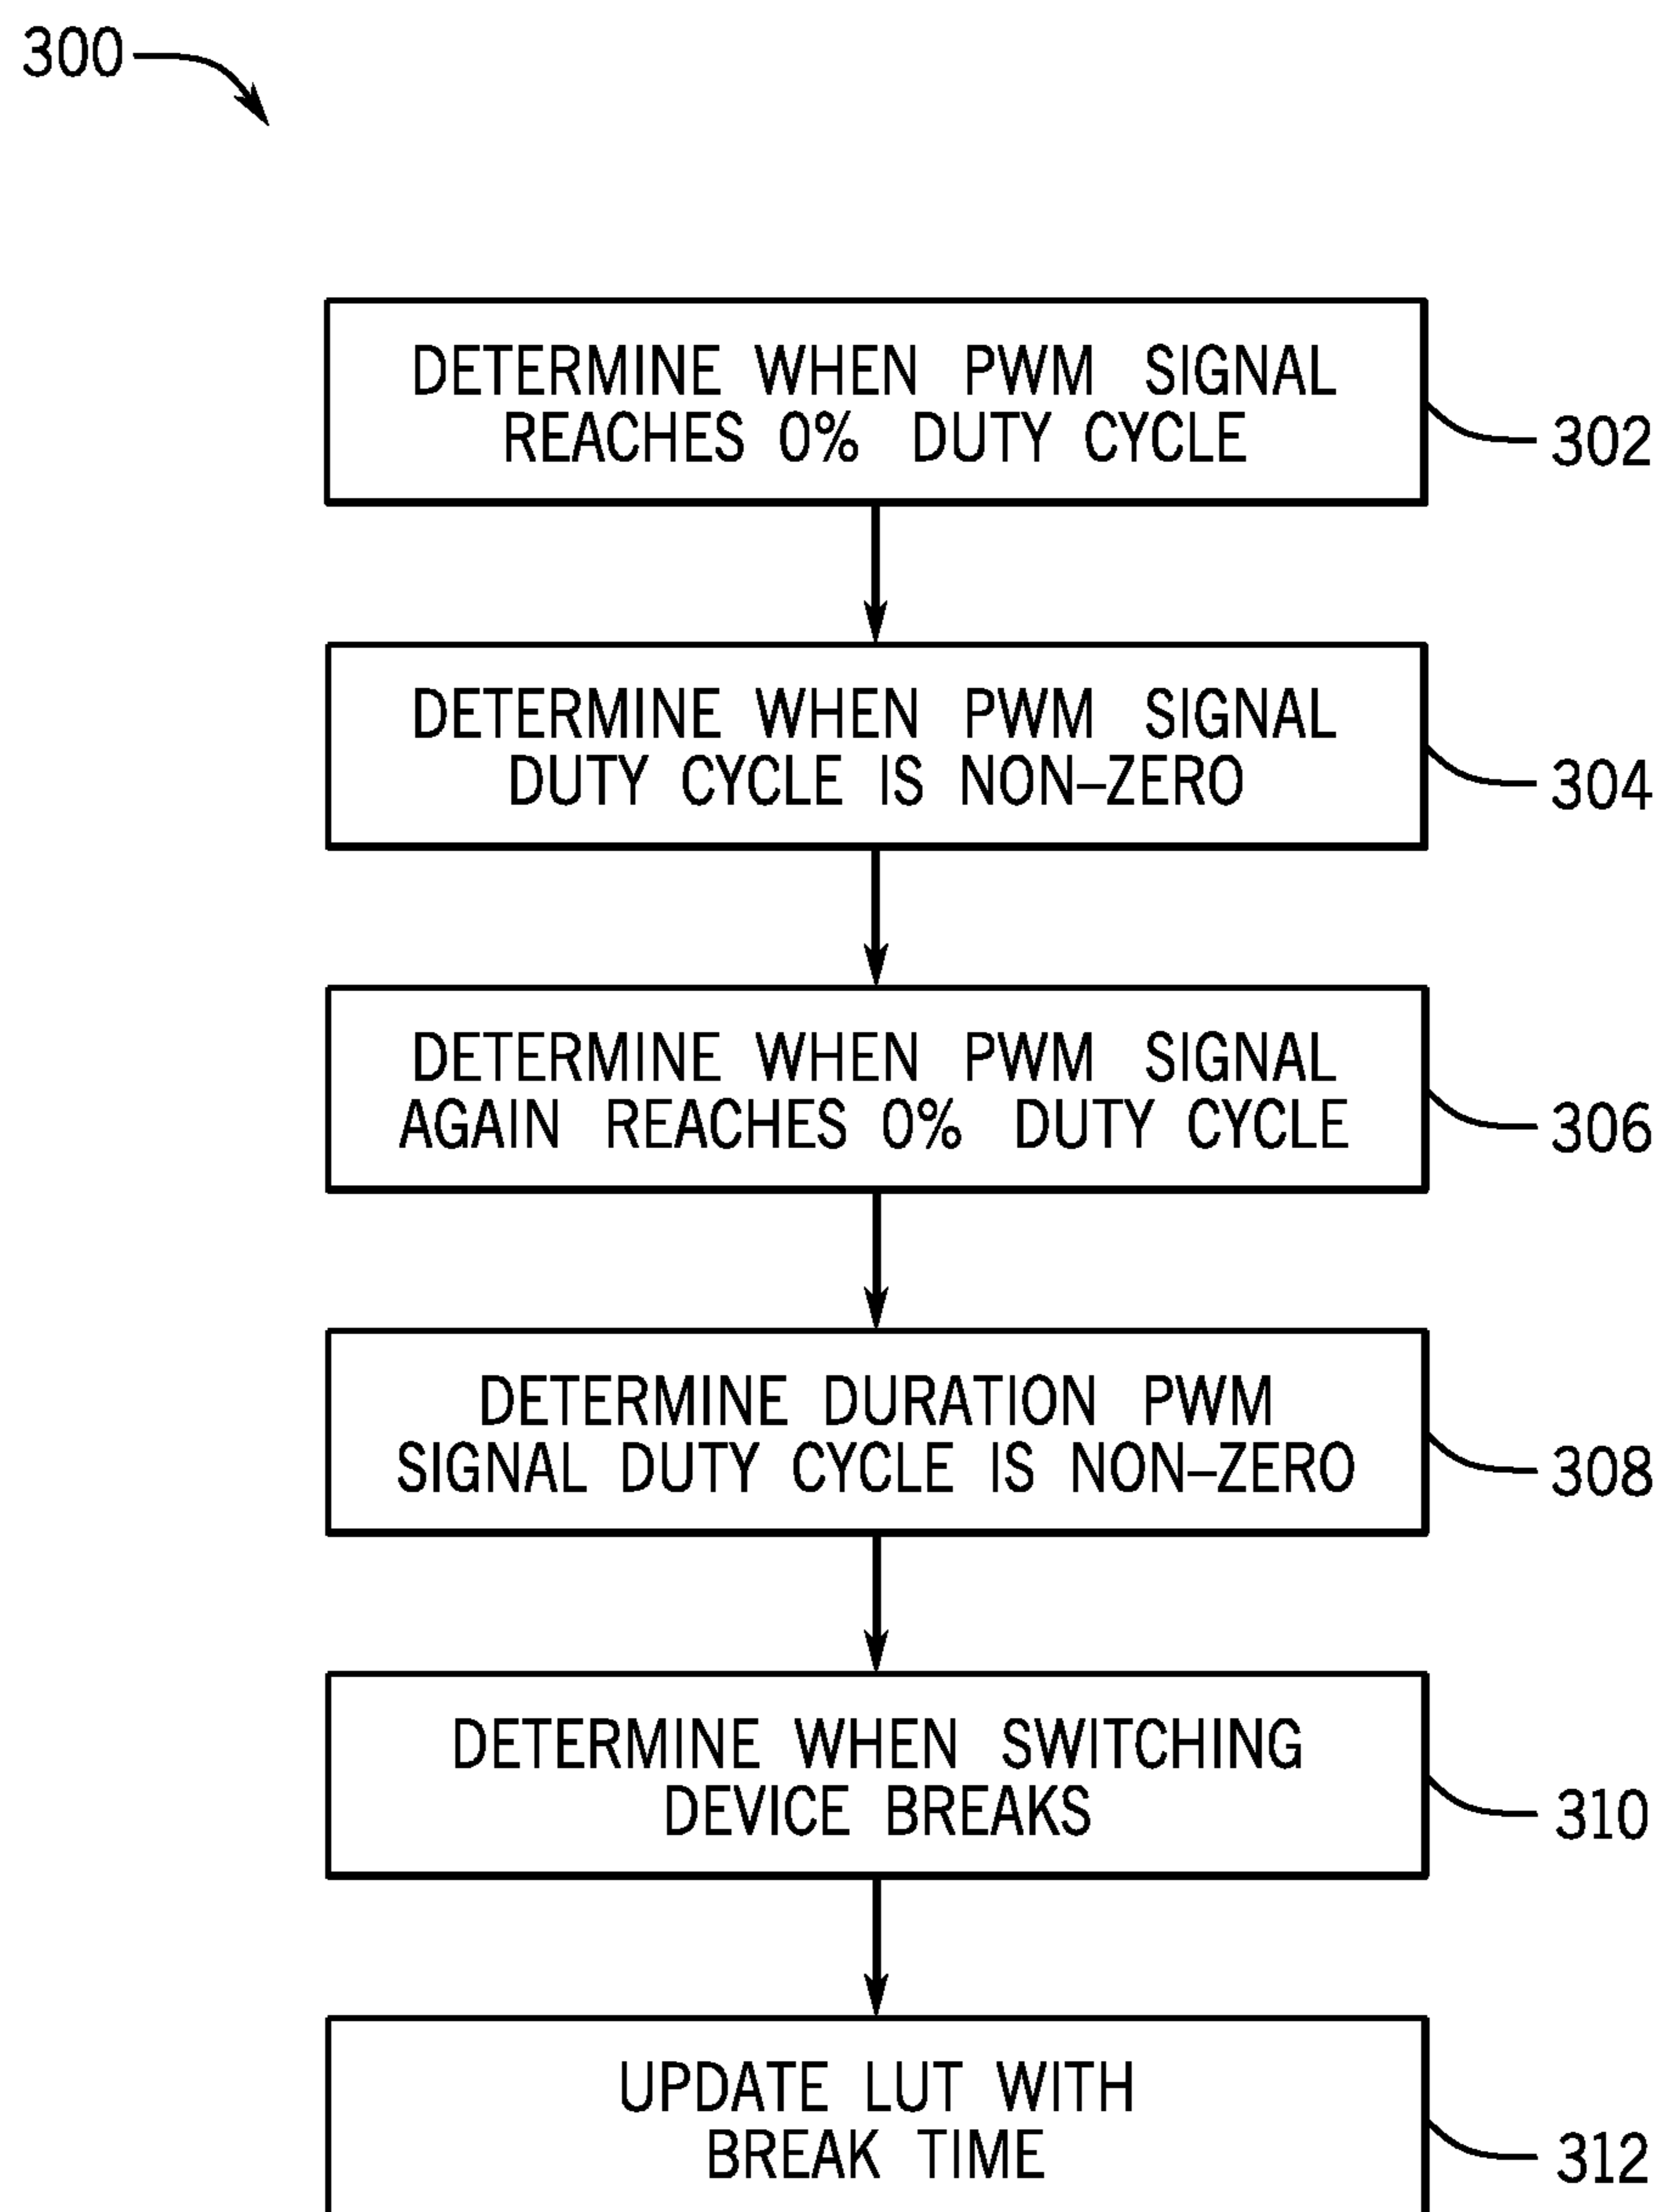 300
DETERMINE WHEN PWM SIGNAL
REACHES 0% DUTY CYCLE
302
DETERMINE WHEN PWM SIGNAL
DUTY CYCLE IS NON-ZERO
304
DETERMINE WHEN PWM SIGNAL
AGAIN REACHES 0% DUTY CYCLE
306
DETERMINE DURATION PWM
SIGNAL DUTY CYCLE IS NON-ZERO
308
DETERMINE WHEN SWITCHING
DEVICE BREAKS
310
UPDATE LUT WITH
BREAK TIME
312